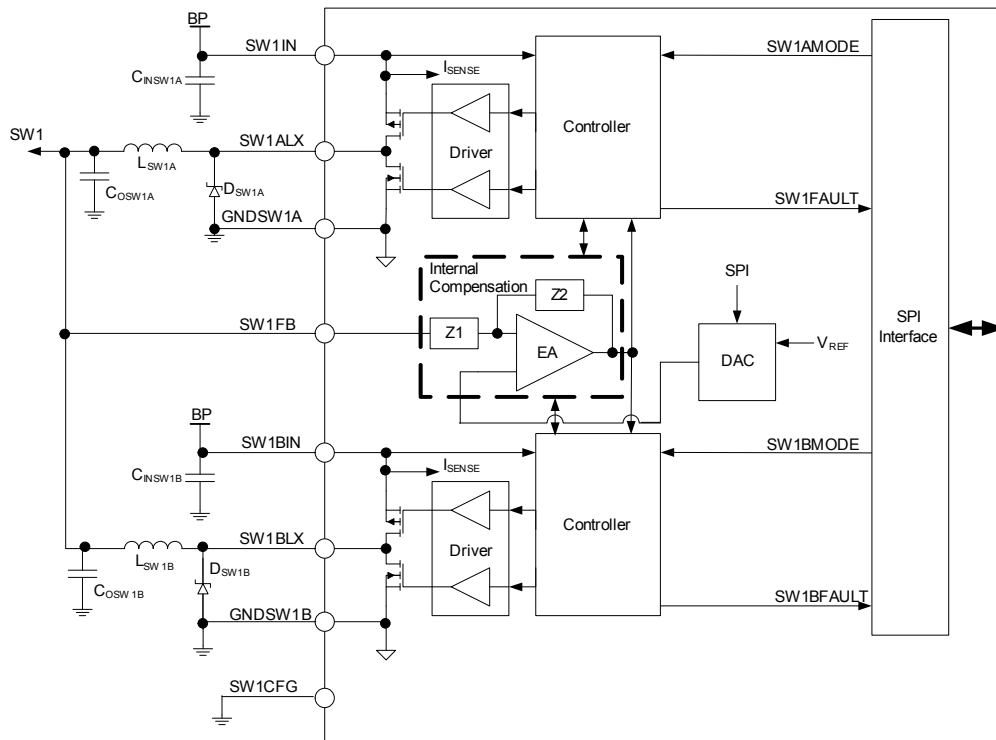 BP
SW1IN
SW1AMODE
I_SENSE
C_INSW1A
Controller
SW1
SW1ALX
L_SW1A
Driver
D_SW1A
C_OSW1A
SW1FAULT
GNDSW1A
Internal
Compensation
Z2
SPI
SW1FB
Z1
SPI
Interface
EA
V_REF
DAC
BP
SW1BIN
SW1BMODE
I_SENSE
C_INSW1B
Controller
SW1BLX
L_SW1B
Driver
D_SW1B
C_OSW1B
SW1BFAULT
GNDSW1B
SW1CFG